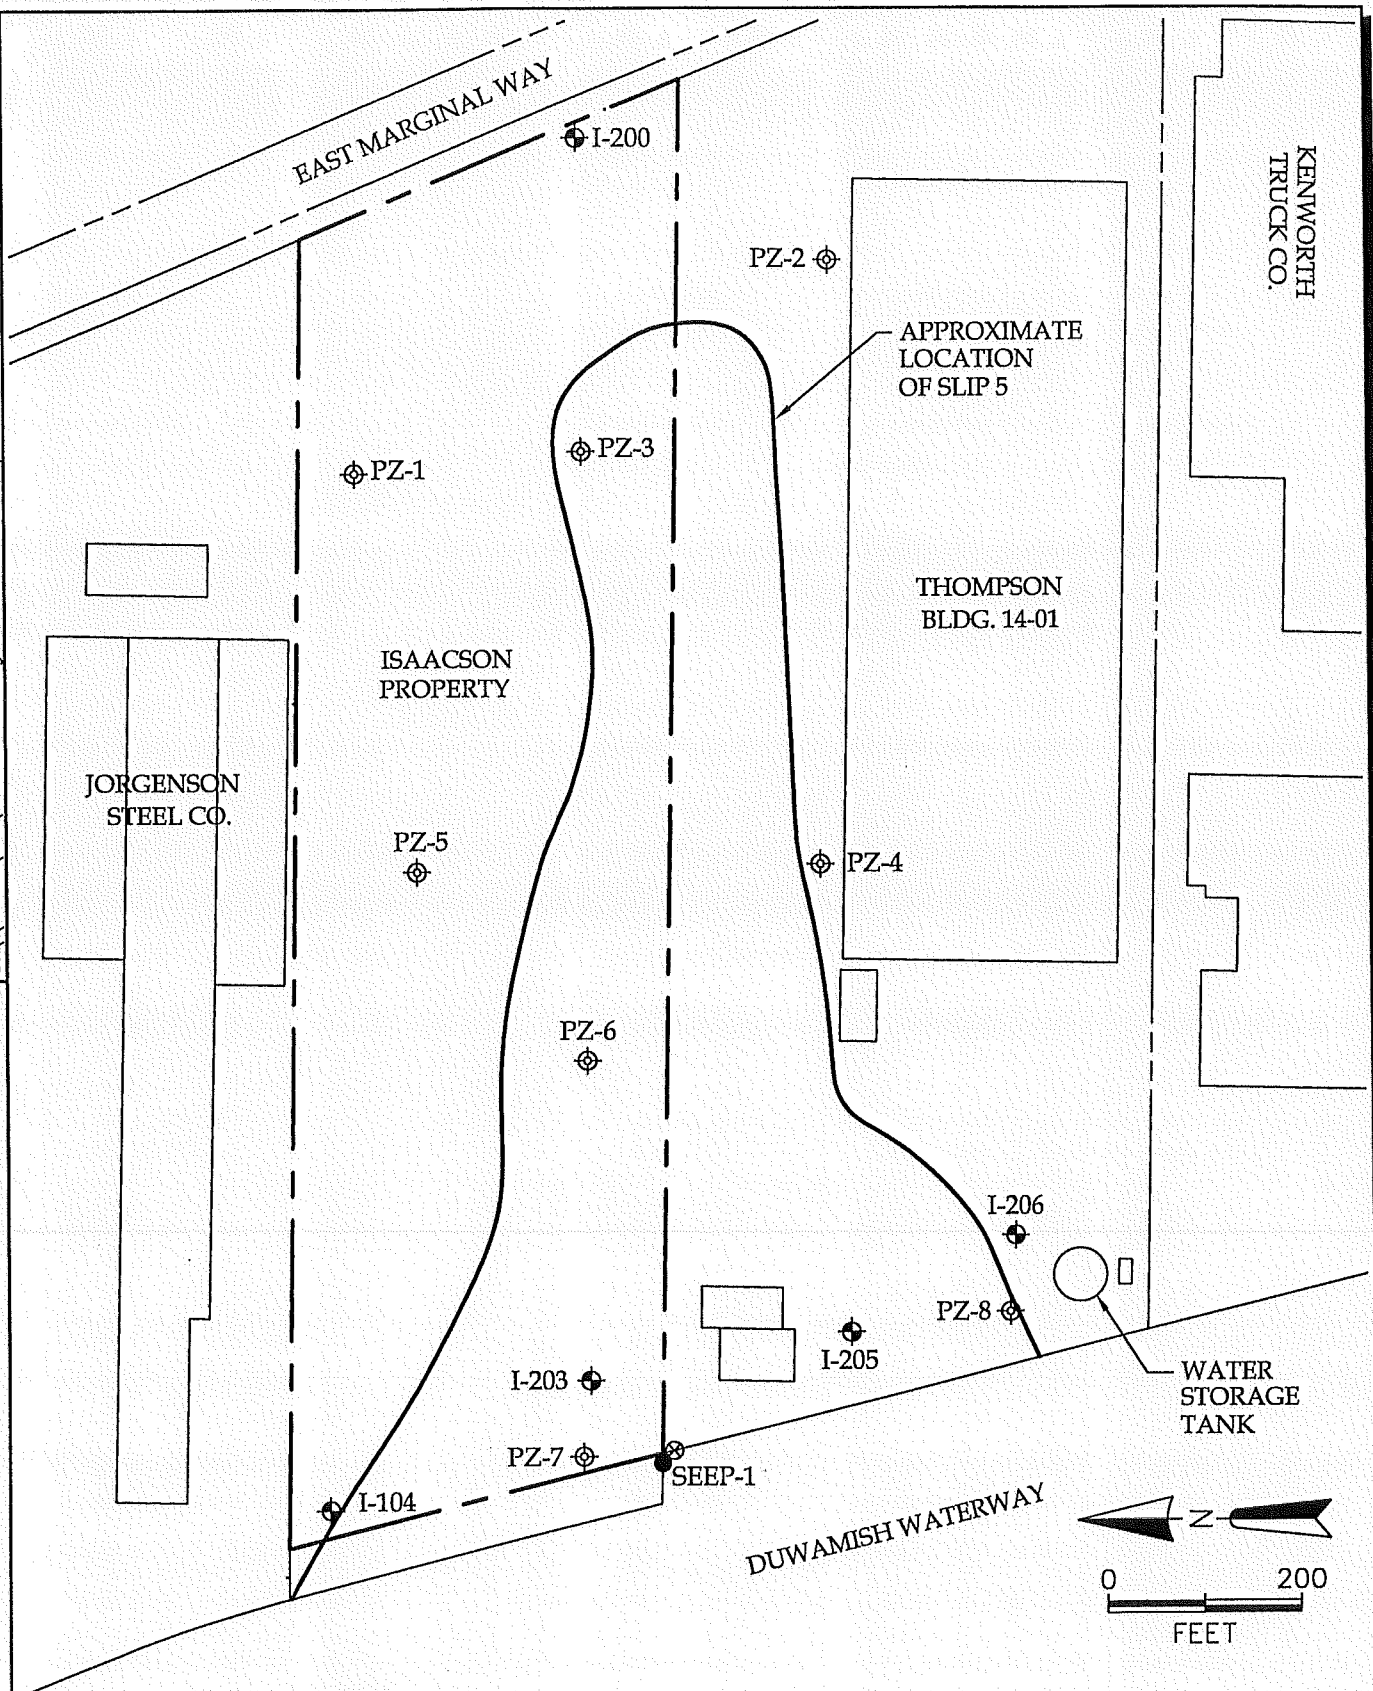 EAST MARGINAL WAY
I-200
KENWORTH
TRUCK CO.
PZ-2
APPROXIMATE
LOCATION
OF SLIP 5
PZ-1
PZ-3
THOMPSON
BLDG. 14-01
ISAACSON
PROPERTY
JORGENSON
STEEL CO.
PZ-5
PZ-4
PZ-6
I-206
PZ-8
I-205
I-203
WATER
STORAGE
TANK
PZ-7
SEEP-1
I-104
DUWAMISH WATERWAY
N
0 200
FEET